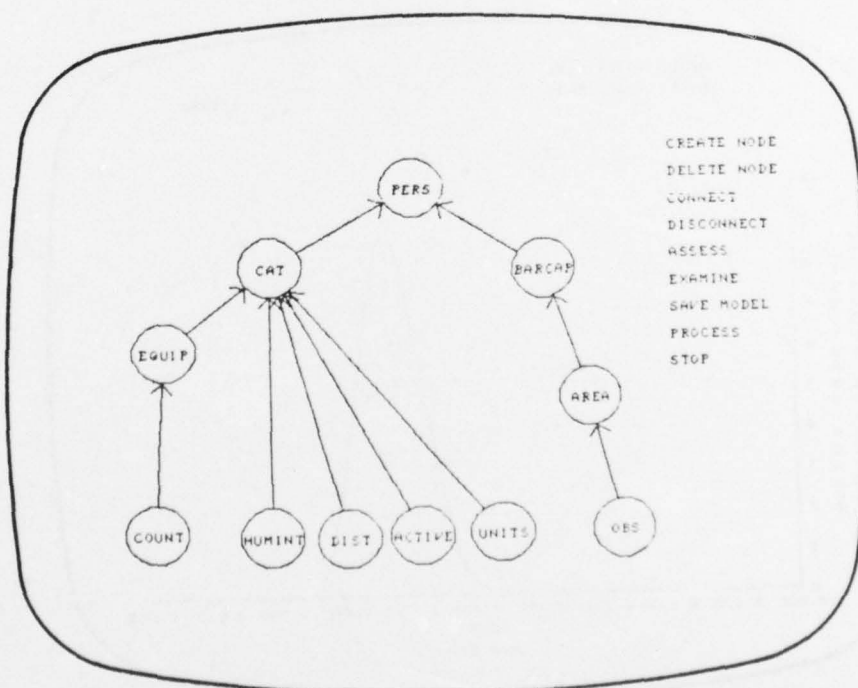 CREATE NODE
DELETE NODE
CONNECT
DISCONNECT
ASSESS
EXAMINE
SAVE MODEL
PROCESS
STOP
PERS
CAT
BARCAP
EQUIP
AREA
COUNT
HUMINT
DIST
ACTIVE
UNITS
OBS